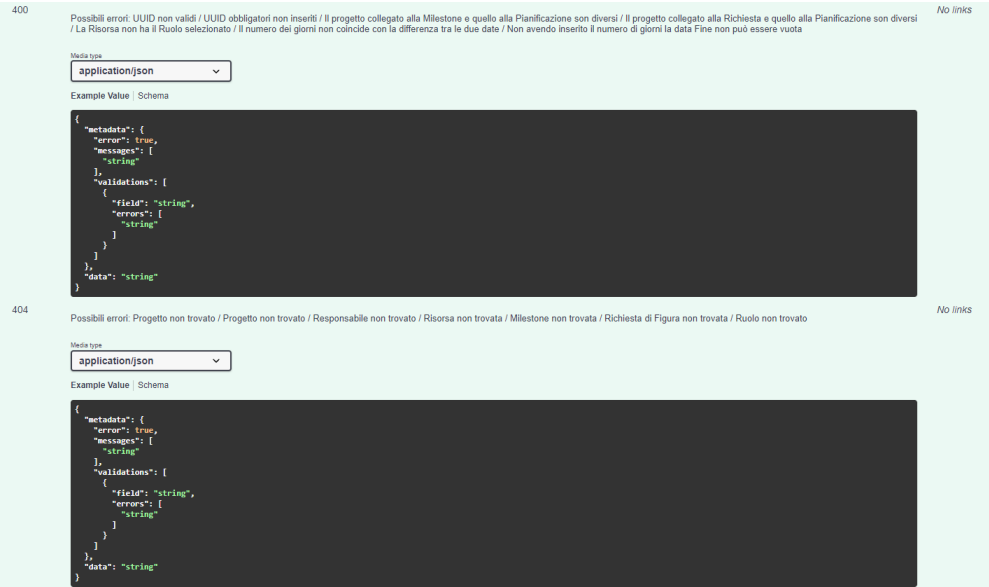 400
Possibili errori: UUID non validi / UUID obbligatori non inseriti / Il progetto collegato alla Milestone e quello alla Pianificazione son diversi / Il progetto collegato alla Richiesta e quello alla Pianificazione son diversi
/ La Risorsa non ha il Ruolo selezionato / Il numero dei giorni non coincide con la differenza tra le due date / Non avendo inserito il numero di giorni la data Fine non può essere vuota
No links
Media type
application/json
Example Value | Schema
{
  "metadata": {
    "error": true,
    "messages": [
      "string"
    ],
    "validations": [
      {
        "field": "string",
        "errors": [
          "string"
        ]
      }
    ]
  },
  "data": "string"
}
404
Possibili errori: Progetto non trovato / Progetto non trovato / Responsabile non trovato / Risorsa non trovata / Milestone non trovata / Richiesta di Figura non trovata / Ruolo non trovato
No links
Media type
application/json
Example Value | Schema
{
  "metadata": {
    "error": true,
    "messages": [
      "string"
    ],
    "validations": [
      {
        "field": "string",
        "errors": [
          "string"
        ]
      }
    ]
  },
  "data": "string"
}